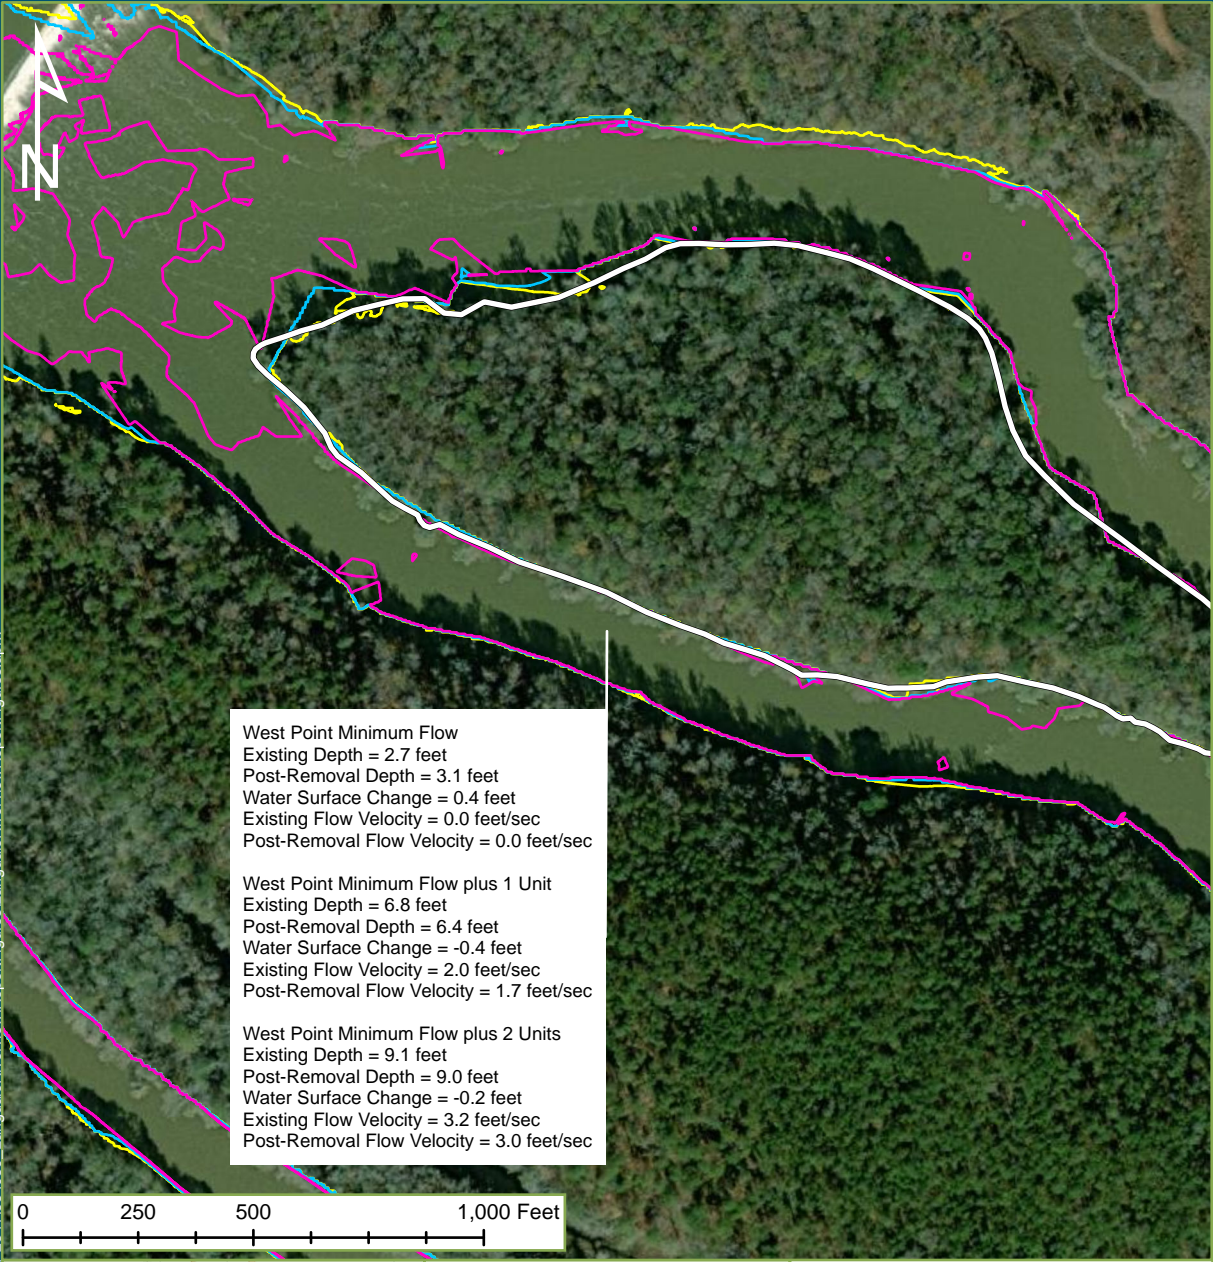 N
West Point Minimum Flow
Existing Depth = 2.7 feet
Post-Removal Depth = 3.1 feet
Water Surface Change = 0.4 feet
Existing Flow Velocity = 0.0 feet/sec
Post-Removal Flow Velocity = 0.0 feet/sec
West Point Minimum Flow plus 1 Unit
Existing Depth = 6.8 feet
Post-Removal Depth = 6.4 feet
Water Surface Change = -0.4 feet
Existing Flow Velocity = 2.0 feet/sec
Post-Removal Flow Velocity = 1.7 feet/sec
West Point Minimum Flow plus 2 Units
Existing Depth = 9.1 feet
Post-Removal Depth = 9.0 feet
Water Surface Change = -0.2 feet
Existing Flow Velocity = 3.2 feet/sec
Post-Removal Flow Velocity = 3.0 feet/sec
0 250 500 1,000 Feet